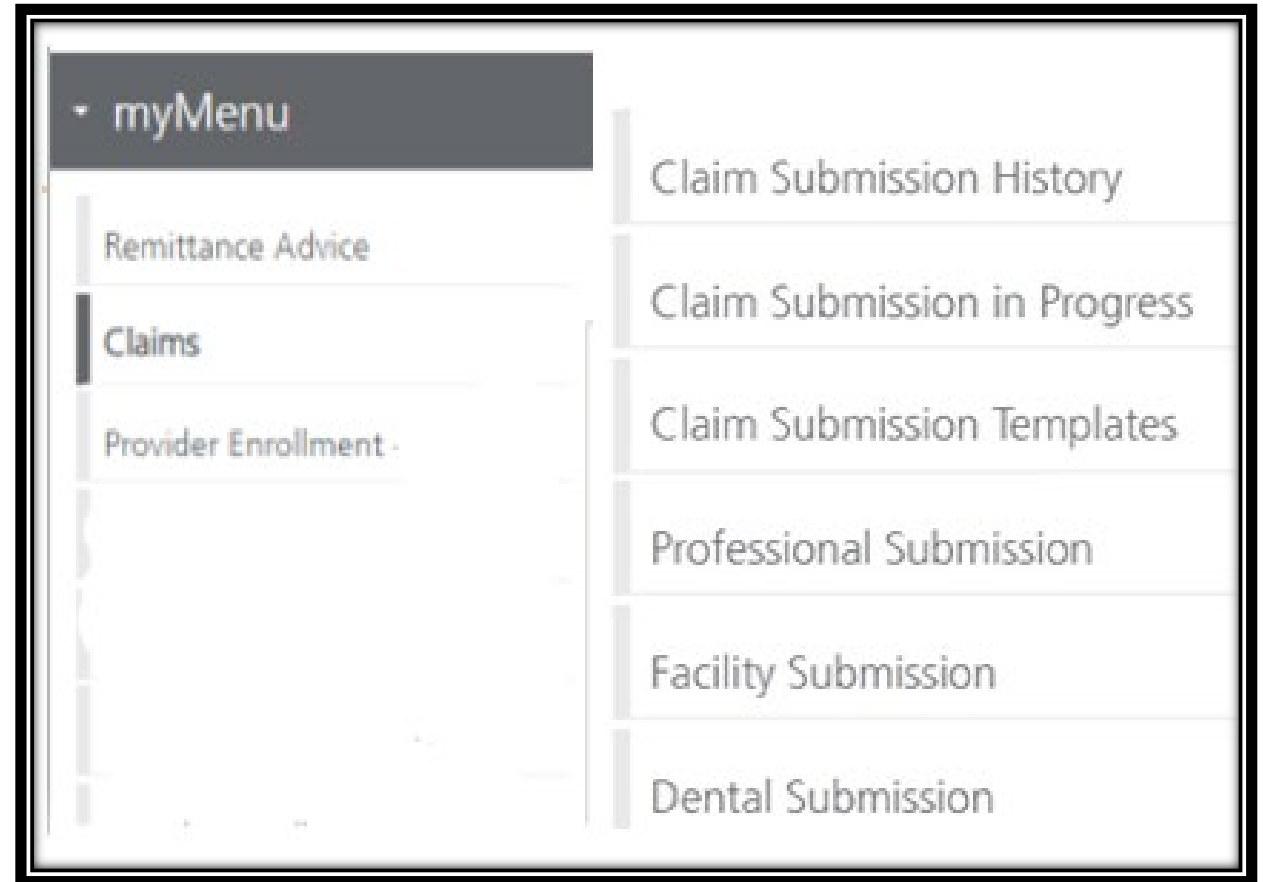 myMenu
Remittance Advice
Claims
Provider Enrollment
Claim Submission History
Claim Submission in Progress
Claim Submission Templates
Professional Submission
Facility Submission
Dental Submission